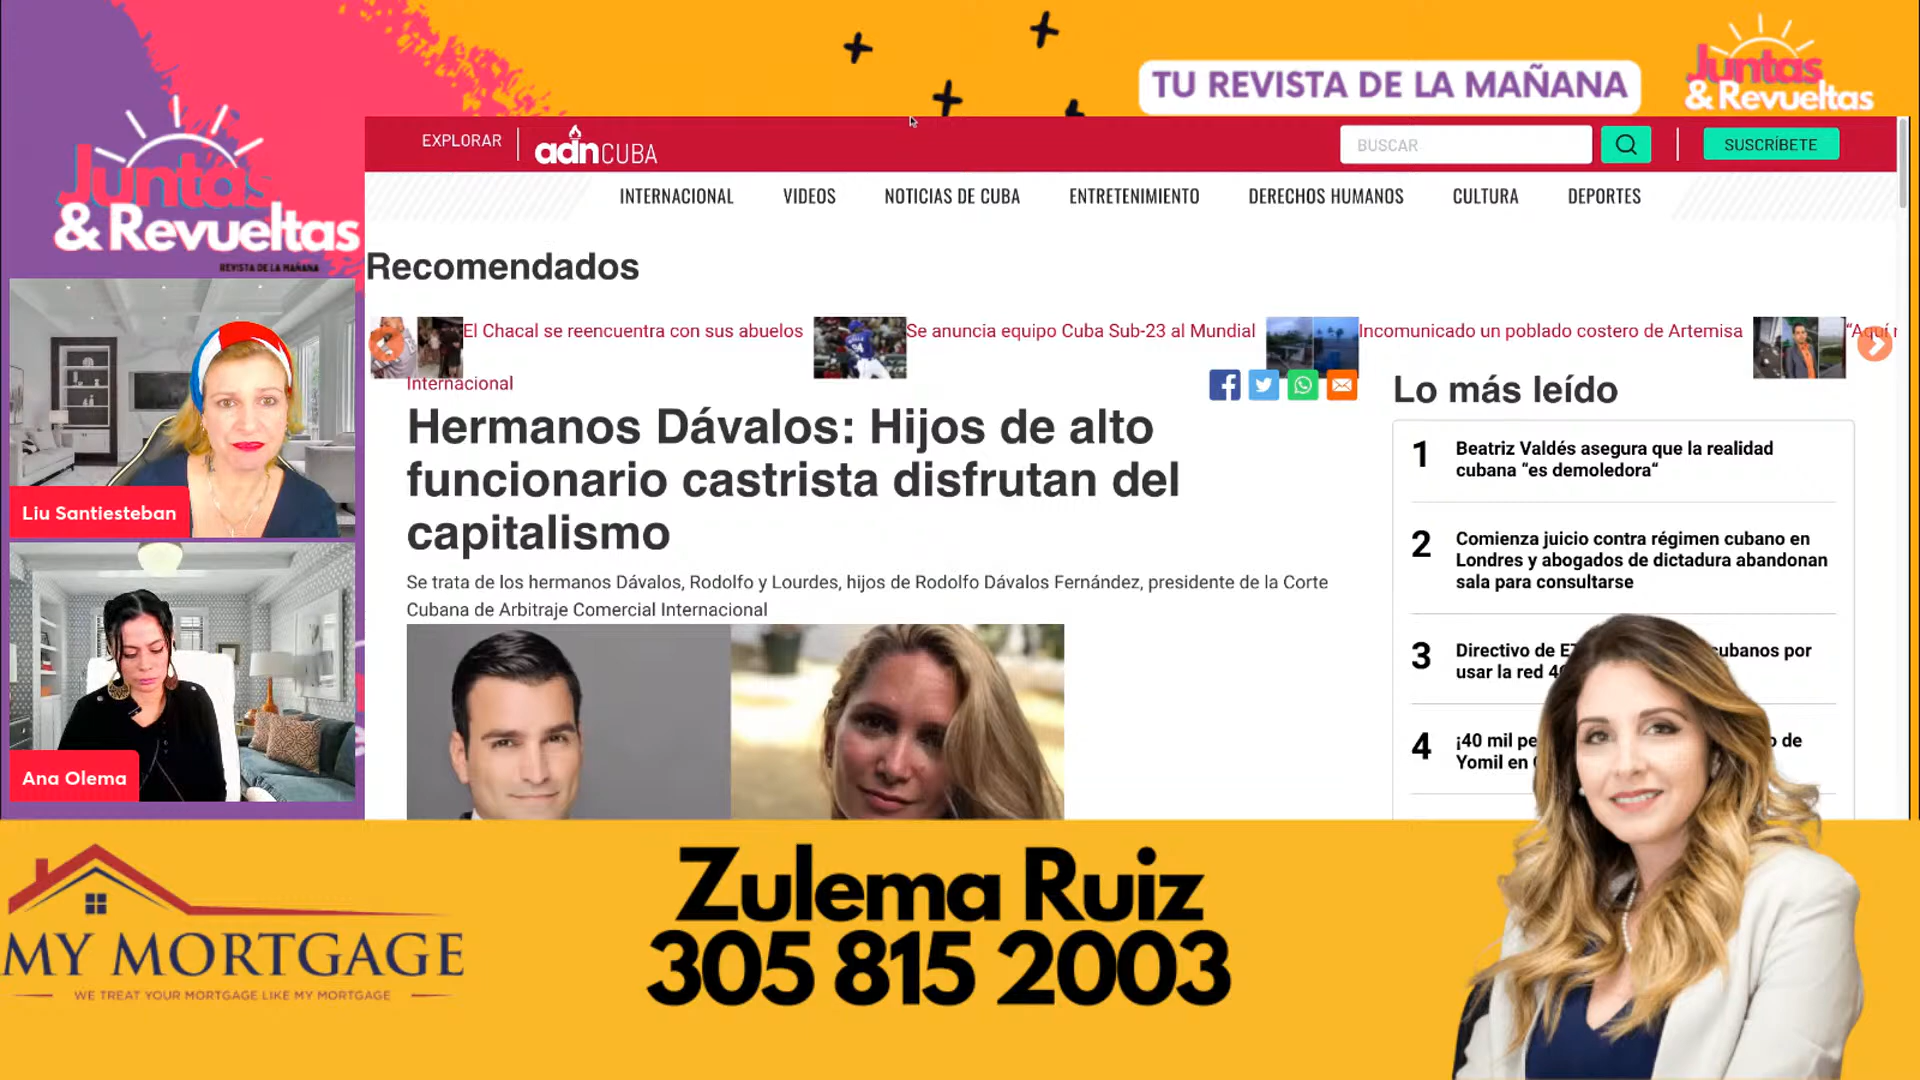 TU REVISTA DE LA MAÑANA
Juntas
& Revueltas
Juntas
& Revueltas
REVISTA DE LA MAÑANA
EXPLORAR
adn CUBA
BUSCAR
SUSCRÍBETE
INTERNACIONAL
VIDEOS
NOTICIAS DE CUBA
ENTRETENIMIENTO
DERECHOS HUMANOS
CULTURA
DEPORTES
Recomendados
El Chacal se reencuentra con sus abuelos
Se anuncia equipo Cuba Sub-23 al Mundial
Incomunicado un poblado costero de Artemisa
“Aquí
Internacional
Hermanos Dávalos: Hijos de alto
funcionario castrista disfrutan del
capitalismo
Se trata de los hermanos Dávalos, Rodolfo y Lourdes, hijos de Rodolfo Dávalos Fernández, presidente de la Corte
Cubana de Arbitraje Comercial Internacional
Lo más leído
1
Beatriz Valdés asegura que la realidad
cubana “es demoledora“
2
Comienza juicio contra régimen cubano en
Londres y abogados de dictadura abandonan
sala para consultarse
3
Directivo de cubanos por
usar la red
4
¡40 mil de
Yomil en
Liu Santiesteban
Ana Olema
MY MORTGAGE
WE TREAT YOUR MORTGAGE LIKE MY MORTGAGE
Zulema Ruiz
305 815 2003